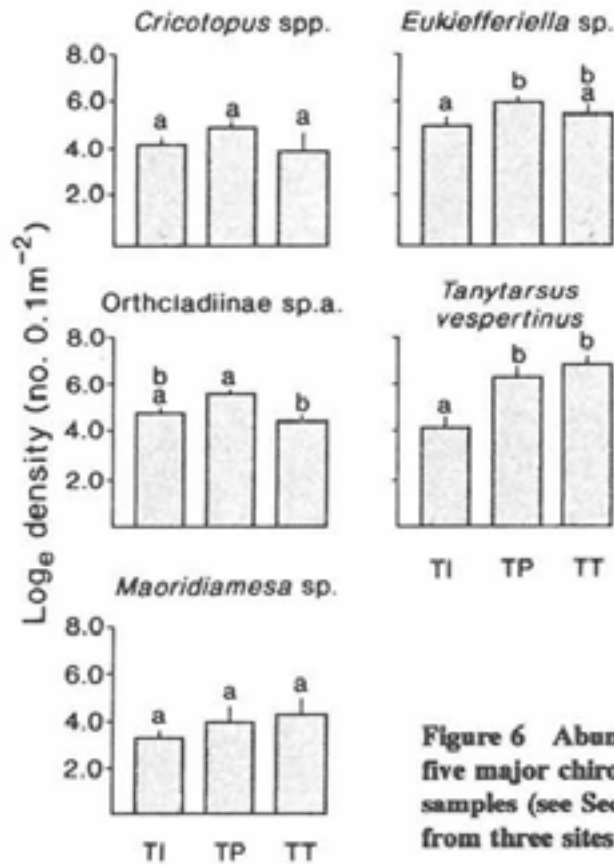 Cricotopus spp.
Eukiefferiella sp.
Log_e density (no. 0.1m⁻²)
8.0
6.0
4.0
2.0
a
a
a
a
b
b
a
Orthcladiinae sp.a.
Tanytarsus
vespertinus
8.0
6.0
4.0
2.0
b
a
a
b
a
b
b
TI TP TT
Maoridiamesa sp.
8.0
6.0
4.0
2.0
a
a
a
TI TP TT
Figure 6 Abun
five major chiro
samples (see Sec
from three sites